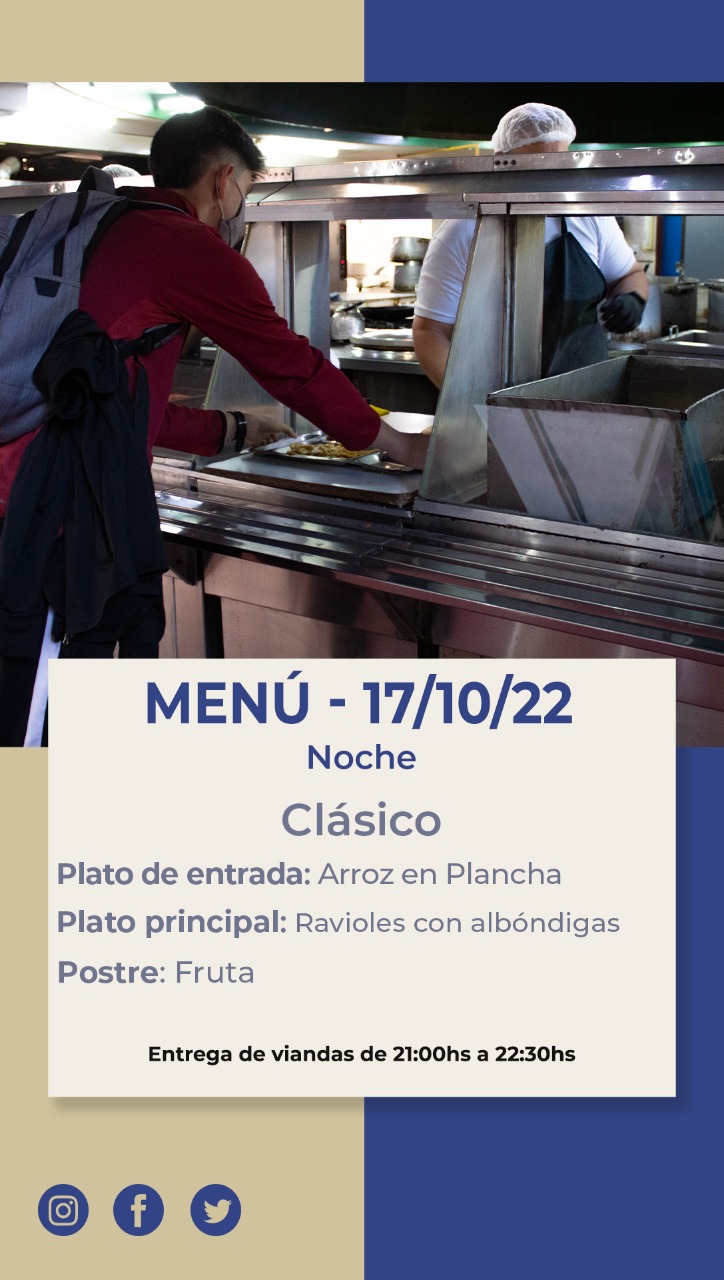 MENÚ - 17/10/22
Noche
Clásico
Plato de entrada: Arroz en Plancha
Plato principal: Ravioles con albóndigas
Postre: Fruta
Entrega de viandas de 21:00hs a 22:30hs